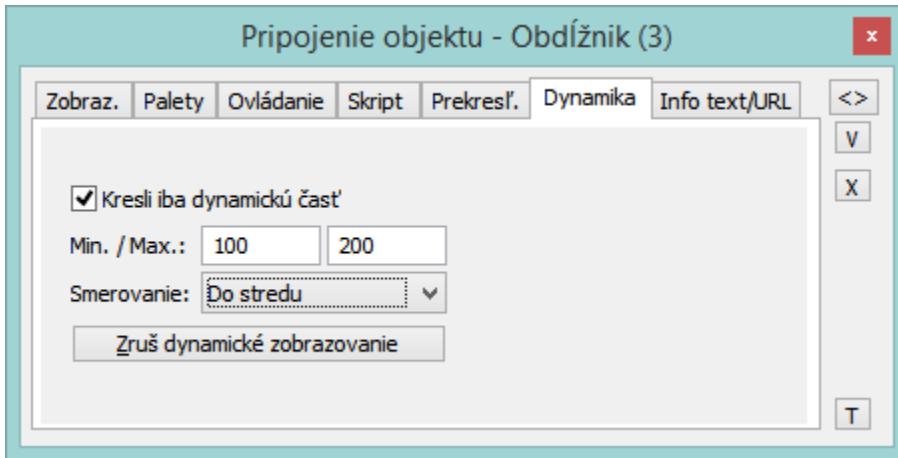 Pripojenie objektu - Obdĺžnik (3)
x
Zobraz. Palety Ovládanie Skript Prekresľ. Dynamika Info text/URL <>
V
X
Kresli iba dynamickú časť
Min. / Max.: 100 200
Smerovanie: Do stredu
Zruš dynamické zobrazovanie
T